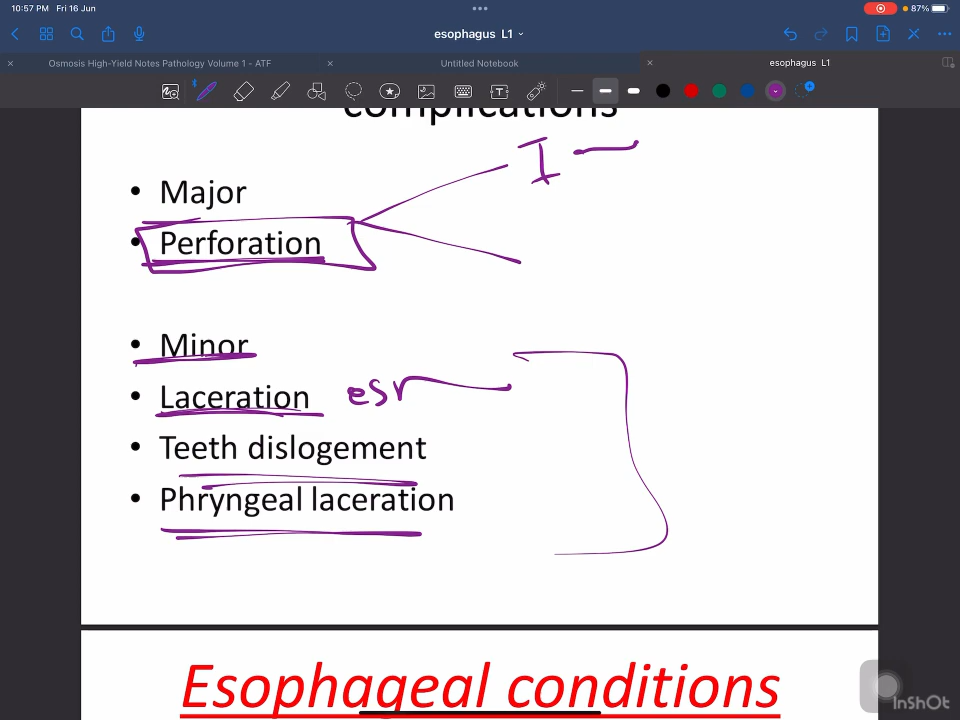 10:57 PM Fri 16 Jun
87%
esophagus L1
Osmosis High-Yield Notes Pathology Volume 1 - ATF
Untitled Notebook
esophagus L1
complications
I
• Major
• Perforation
• Minor
• Laceration esr
• Teeth dislogement
• Phryngeal laceration
Esophageal conditions
InShOt